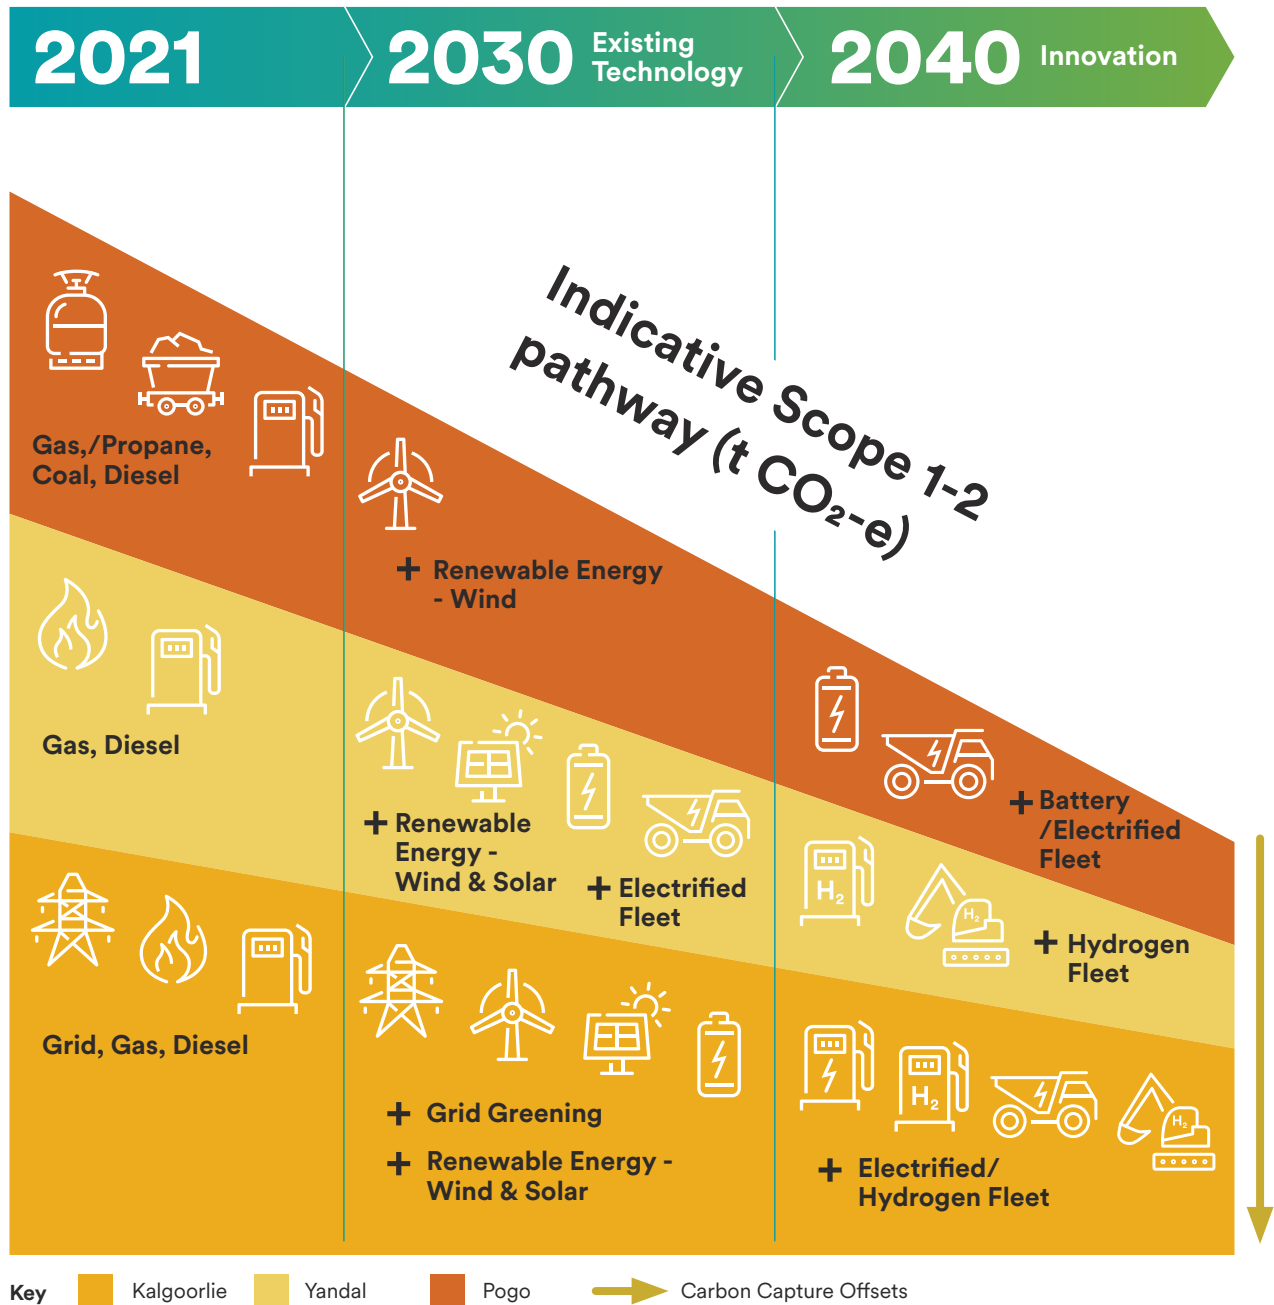 2021
2030 Existing
Technology
2040 Innovation
Indicative Scope 1-2
pathway (t CO₂-e)
Gas,/Propane,
Coal, Diesel
+ Renewable Energy
- Wind
+ Battery
/Electrified
Fleet
Gas, Diesel
+ Renewable
Energy -
Wind & Solar
+ Electrified
Fleet
H₂
H₂
+ Hydrogen
Fleet
Grid, Gas, Diesel
+ Grid Greening
+ Renewable Energy -
Wind & Solar
H₂
H₂
+ Electrified/
Hydrogen Fleet
Key Kalgoorlie Yandal Pogo Carbon Capture Offsets